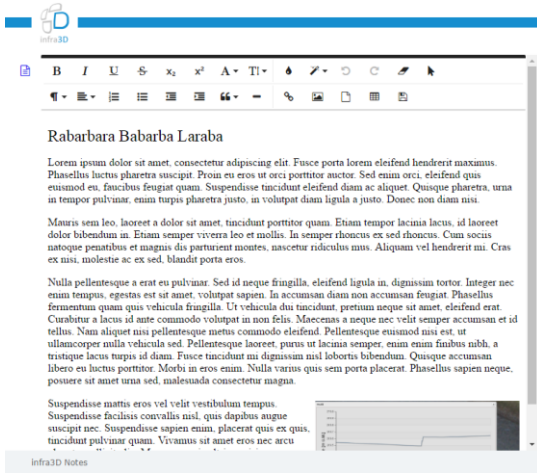 infra3D
B I U S x₂ x² A T!
Rabarbara Babarba Laraba
Lorem ipsum dolor sit amet, consectetur adipiscing elit. Fusce porta lorem eleifend hendrerit maximus.
Phasellus luctus pharetra suscipit. Proin eu eros ut orci porttitor auctor. Sed enim orci, eleifend quis
euismod eu, faucibus feugiat quam. Suspendisse tincidunt eleifend diam ac aliquet. Quisque pharetra, urna
in tempor pulvinar, enim turpis pharetra justo, in volutpat diam ligula a justo. Donec non diam nisi.
Mauris sem leo, laoreet a dolor sit amet, tincidunt porttitor quam. Etiam tempor lacinia lacus, id laoreet
dolor bibendum in. Etiam semper viverra leo et mollis. In semper rhoncus ex sed rhoncus. Cum sociis
natoque penatibus et magnis dis parturient montes, nascetur ridiculus mus. Aliquam vel hendrerit mi. Cras
ex nisi, molestie ac ex sed, blandit porta eros.
Nulla pellentesque a erat eu pulvinar. Sed id neque fringilla, eleifend ligula in, dignissim tortor. Integer nec
enim tempus, egestas est sit amet, volutpat sapien. In accumsan diam non accumsan feugiat. Phasellus
fermentum quam quis vehicula fringilla. Ut vehicula dui tincidunt, pretium neque sit amet, eleifend erat.
Curabitur a lacus id ante commodo volutpat in non felis. Maecenas a neque nec velit semper accumsan et id
tellus. Nam aliquet nisi pellentesque metus commodo eleifend. Pellentesque euismod nisi est, ut
ullamcorper nulla vehicula sed. Pellentesque laoreet, purus ut lacinia semper, enim enim finibus nibh, a
tristique lacus turpis id diam. Fusce tincidunt mi dignissim nisl lobortis bibendum. Quisque accumsan
libero eu luctus porttitor. Morbi in eros enim. Nulla varius quis sem porta placerat. Phasellus sapien neque,
posuere sit amet urna sed, malesuada consectetur magna.
Suspendisse mattis eros vel velit vestibulum tempus.
Suspendisse facilisis convallis nisl, quis dapibus augue
suscipit nec. Suspendisse sapien enim, placerat quis ex quis,
tincidunt pulvinar quam. Vivamus sit amet eros nec arcu
infra3D Notes